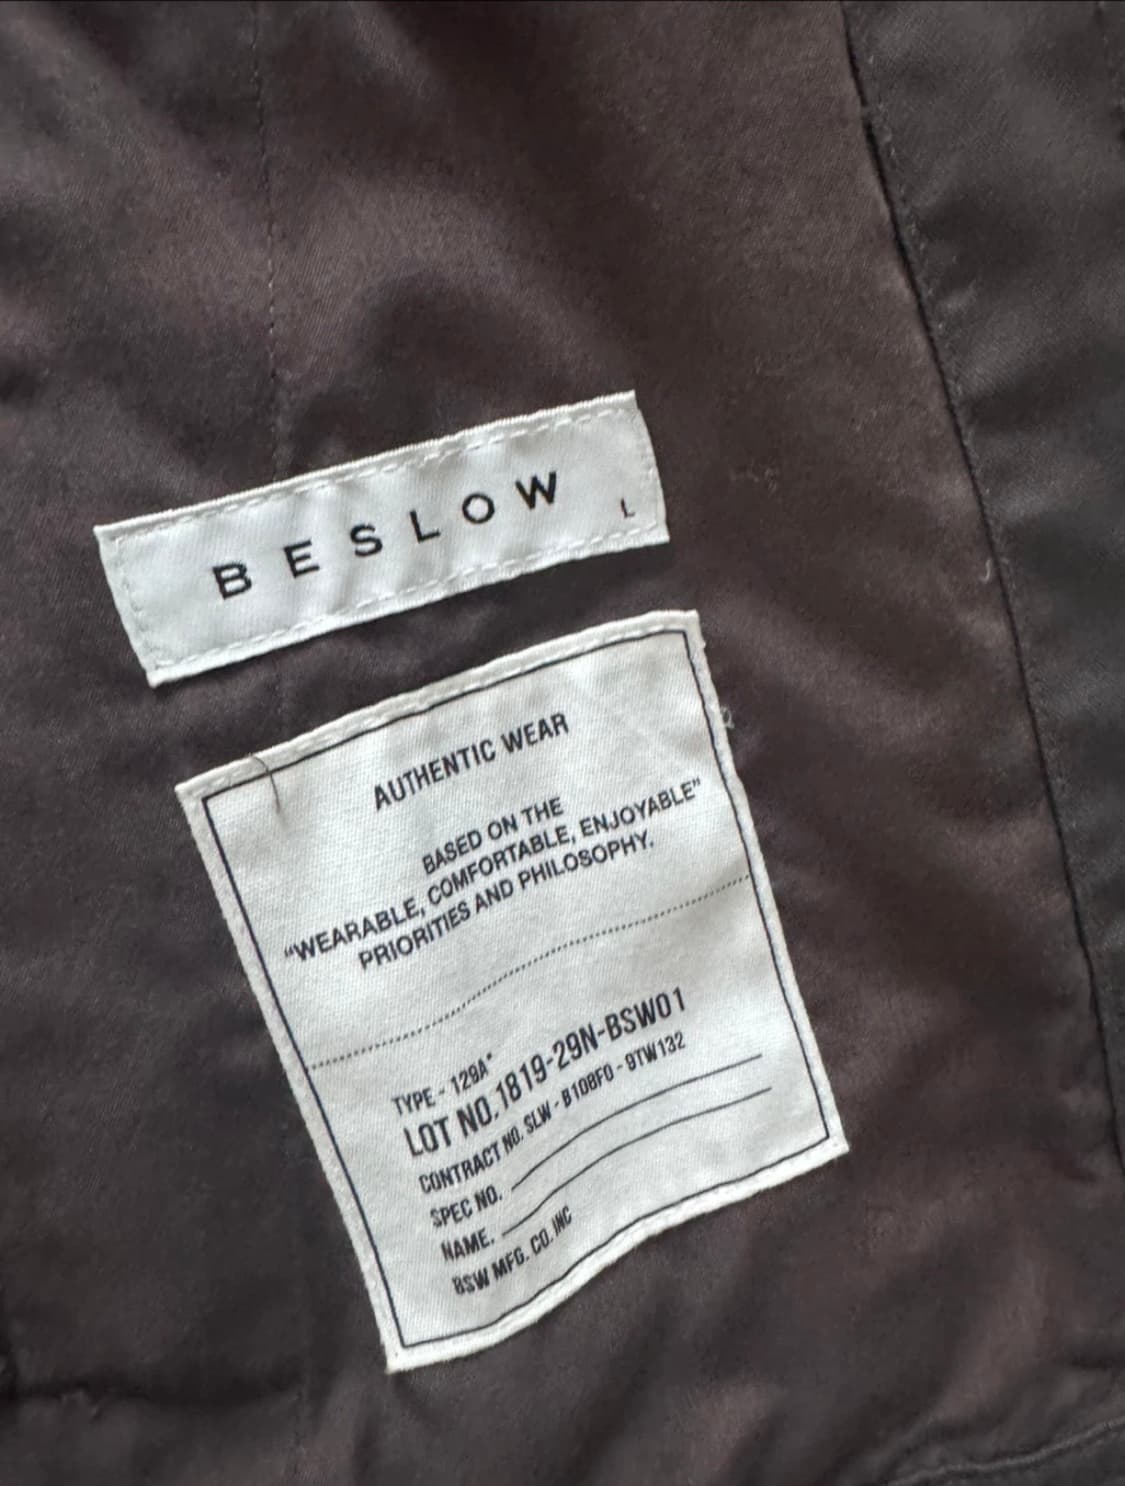 BESLOW
L
AUTHENTIC WEAR
BASED ON THE
"WEARABLE, COMFORTABLE, ENJOYABLE"
PRIORITIES AND PHILOSOPHY.
TYPE - 129A"
LOT NO.1819-29N-BSW01
CONTRACT NO. SLW - B10BF0 - 9TW132
SPEC NO.
NAME.
BSW MFG. CO. INC